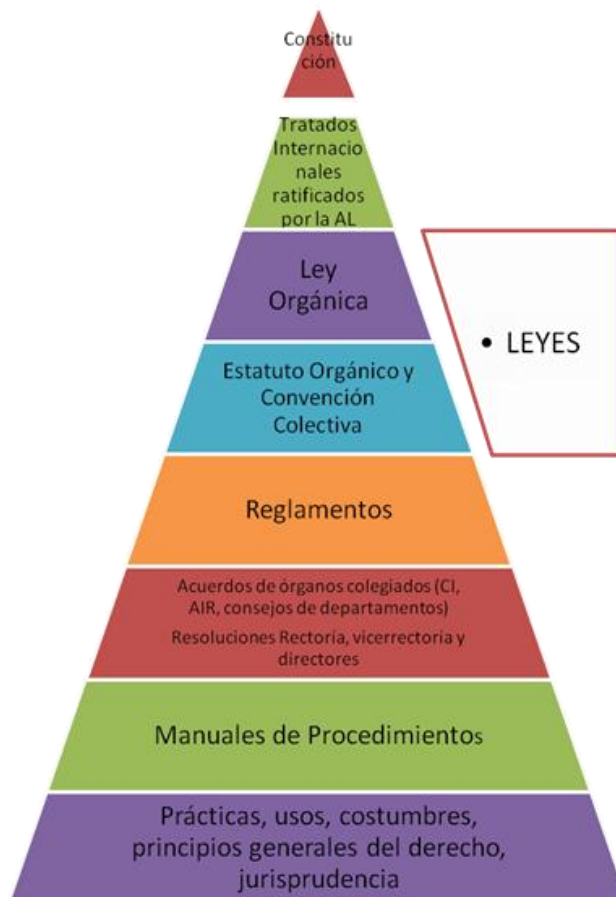 Constitu
ción
Tratados
Internacio
nales
ratificados
por la AL
Ley
Orgánica
• LEYES
Estatuto Orgánico y
Convención
Colectiva
Reglamentos
Acuerdos de órganos colegiados (CI,
AIR, consejos de departamentos)
Resoluciones Rectoría, vicerrectoria y
directores
Manuales de Procedimientos
Prácticas, usos, costumbres,
principios generales del derecho,
jurisprudencia